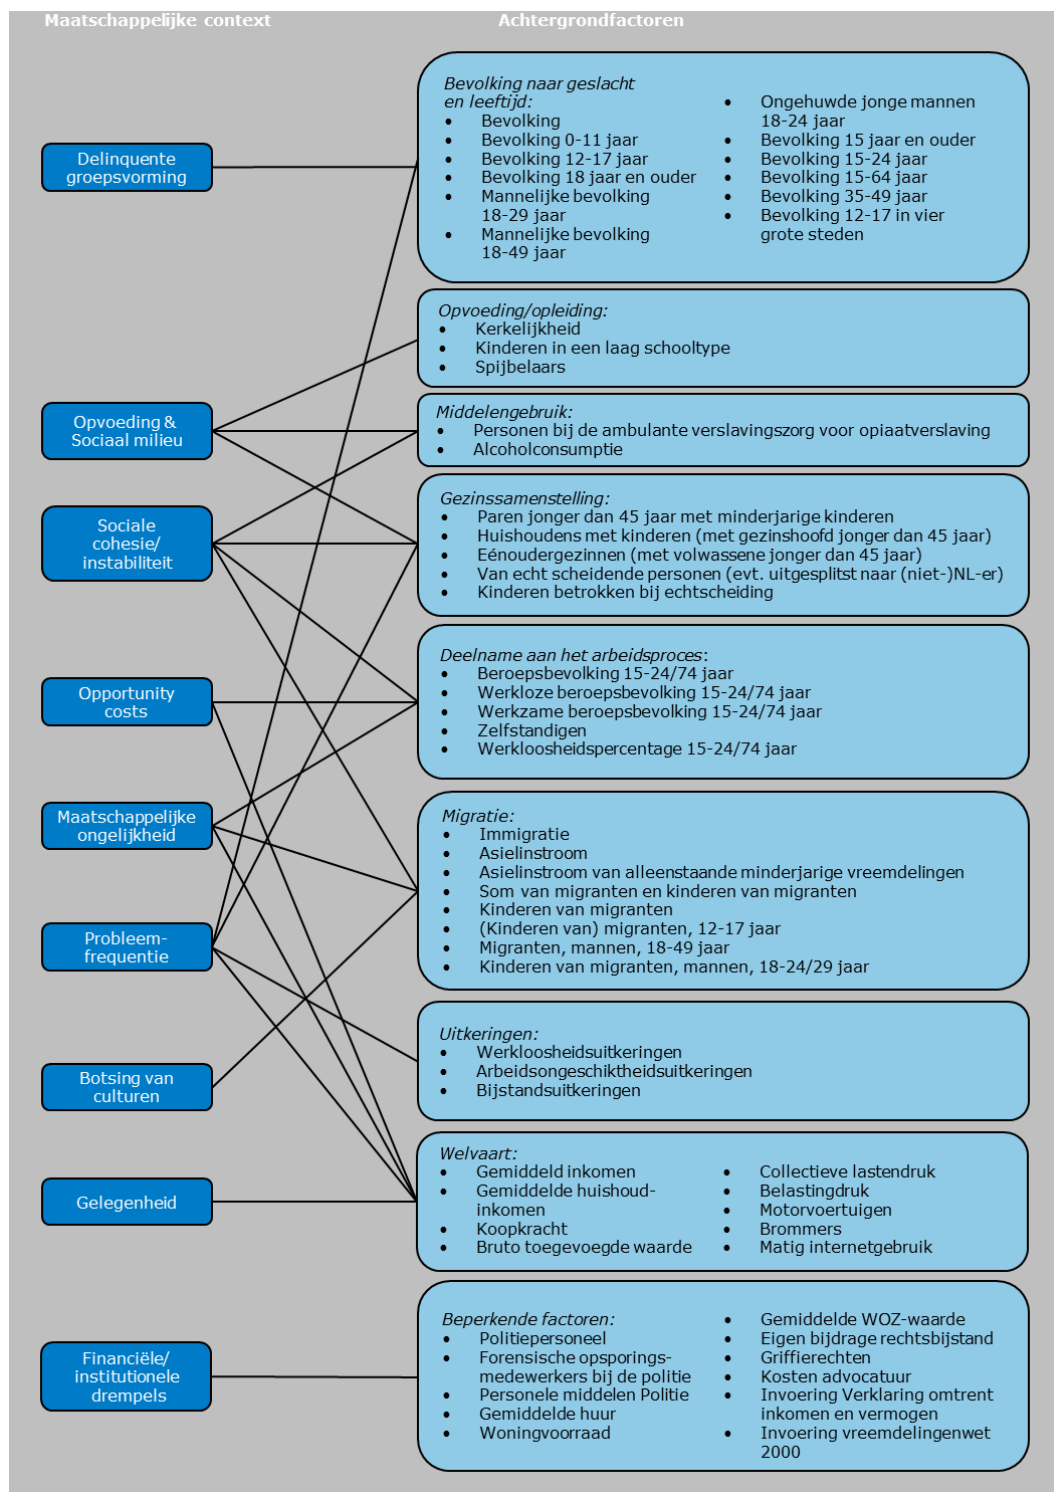 Maatschappelijke context
Achtergrondfactoren
Delinquente
groepsvorming
Opvoeding &
Sociaal milieu
Sociale
cohesie/
instabiliteit
Opportunity
costs
Maatschappelijke
ongelijkheid
Probleem-
frequentie
Botsing van
culturen
Gelegenheid
Financiële/
institutionele
drempels
Bevolking naar geslacht
en leeftijd:
• Bevolking
• Bevolking 0-11 jaar
• Bevolking 12-17 jaar
• Bevolking 18 jaar en ouder
• Mannelijke bevolking
18-29 jaar
• Mannelijke bevolking
18-49 jaar
• Ongehuwde jonge mannen
18-24 jaar
• Bevolking 15 jaar en ouder
• Bevolking 15-24 jaar
• Bevolking 15-64 jaar
• Bevolking 35-49 jaar
• Bevolking 12-17 in vier
grote steden
Opvoeding/opleiding:
• Kerkelijkheid
• Kinderen in een laag schooltype
• Spijbelaars
Middelengebruik:
• Personen bij de ambulante verslavingszorg voor opiaatverslaving
• Alcoholconsumptie
Gezinssamenstelling:
• Paren jonger dan 45 jaar met minderjarige kinderen
• Huishoudens met kinderen (met gezinshoofd jonger dan 45 jaar)
• Eénoudergezinnen (met volwassene jonger dan 45 jaar)
• Van echt scheidende personen (evt. uitgesplitst naar (niet-)NL-er)
• Kinderen betrokken bij echtscheiding
Deelname aan het arbeidsproces:
• Beroepsbevolking 15-24/74 jaar
• Werkloze beroepsbevolking 15-24/74 jaar
• Werkzame beroepsbevolking 15-24/74 jaar
• Zelfstandigen
• Werkloosheidspercentage 15-24/74 jaar
Migratie:
• Immigratie
• Asielinstroom
• Asielinstroom van alleenstaande minderjarige vreemdelingen
• Som van migranten en kinderen van migranten
• Kinderen van migranten
• (Kinderen van) migranten, 12-17 jaar
• Migranten, mannen, 18-49 jaar
• Kinderen van migranten, mannen, 18-24/29 jaar
Uitkeringen:
• Werkloosheidsuitkeringen
• Arbeidsongeschiktheidsuitkeringen
• Bijstandsuitkeringen
Welvaart:
• Gemiddeld inkomen
• Gemiddelde huishoud-
inkomen
• Koopkracht
• Bruto toegevoegde waarde
• Collectieve lastendruk
• Belastingdruk
• Motorvoertuigen
• Brommers
• Matig internetgebruik
Beperkende factoren:
• Politiepersoneel
• Forensische opsporings-
medewerkers bij de politie
• Personele middelen Politie
• Gemiddelde huur
• Woningvoorraad
• Gemiddelde WOZ-waarde
• Eigen bijdrage rechtsbijstand
• Griffierechten
• Kosten advocatuur
• Invoering Verklaring omtrent
inkomen en vermogen
• Invoering vreemdelingenwet
2000